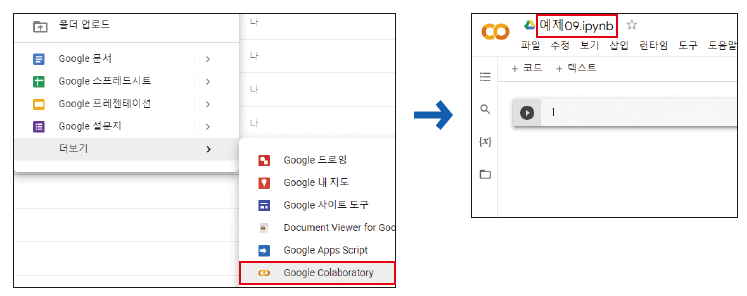 폴더 업로드
Google 문서
Google 스프레드시트
Google 프레젠테이션
Google 설문지
더보기
나
나
나
나
Google 드로잉
Google 내 지도
Google 사이트 도구
Document Viewer for Goo
Google Apps Script
Google Colaboratory
예제09.ipynb
파일 수정 보기 삽입 런타임 도구 도움말
+ 코드 + 텍스트
1
{x}